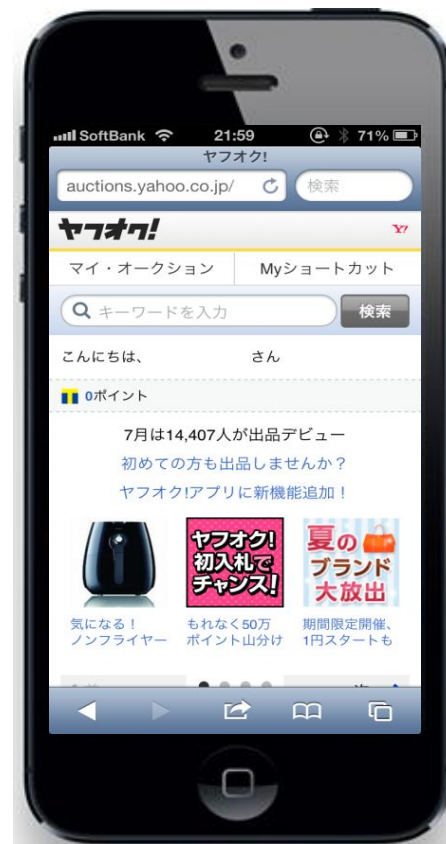 SoftBank 21:59 71%
ヤフオク!
auctions.yahoo.co.jp/ 検索
ヤフオク! Y!
マイ・オークション Myショートカット
キーワードを入力 検索
こんにちは、 さん
0ポイント
7月は14,407人が出品デビュー
初めての方も出品しませんか？
ヤフオク!アプリに新機能追加！
ヤフオク!
初入札で
チャンス!
夏の
ブランド
大放出
気になる！
ノンフライヤー
もれなく50万
ポイント山分け
期間限定開催、
1円スタートも